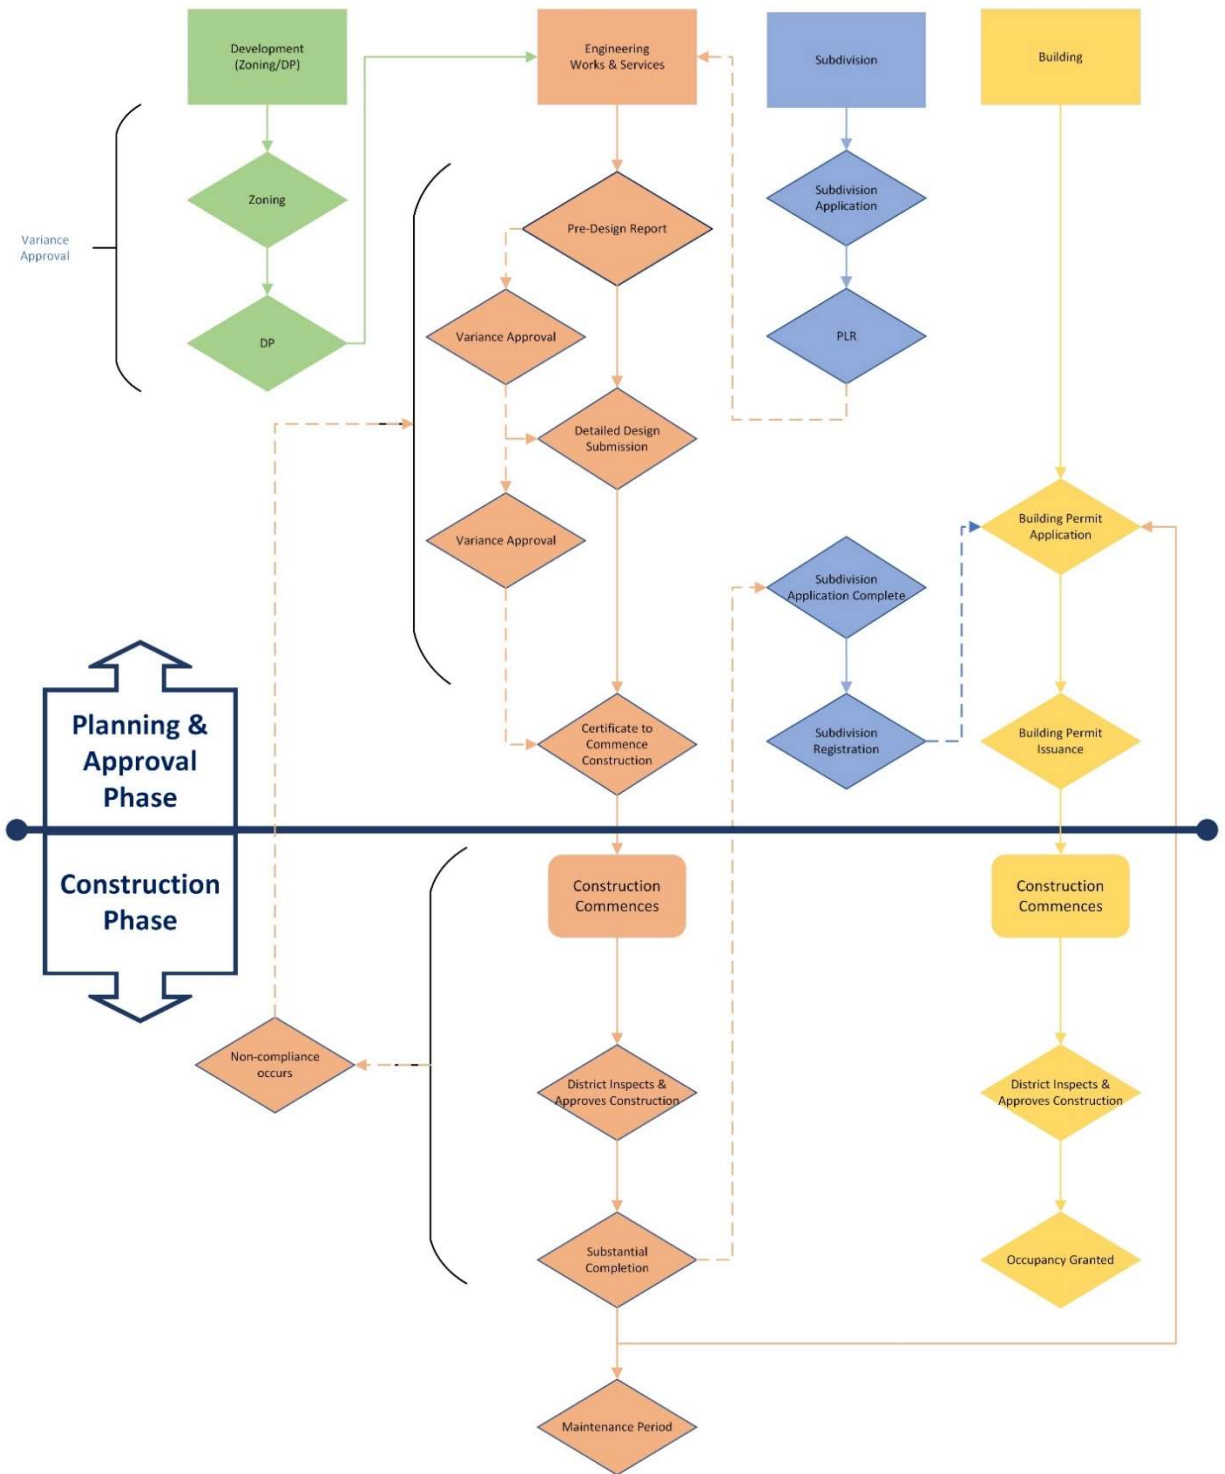 Development
(Zoning/DP)
Engineering
Works & Services
Subdivision
Building
Zoning
Subdivision
Application
Pre-Design Report
Variance
Approval
DP
Variance Approval
PLR
Detailed Design
Submission
Variance Approval
Building Permit
Application
Subdivision
Application Complete
Planning &
Approval
Phase
Certificate to
Commence
Construction
Subdivision
Registration
Building Permit
Issuance
Construction
Phase
Construction
Commences
Construction
Commences
Non-compliance
occurs
District Inspects &
Approves Construction
District Inspects &
Approves Construction
Substantial
Completion
Occupancy Granted
Maintenance Period